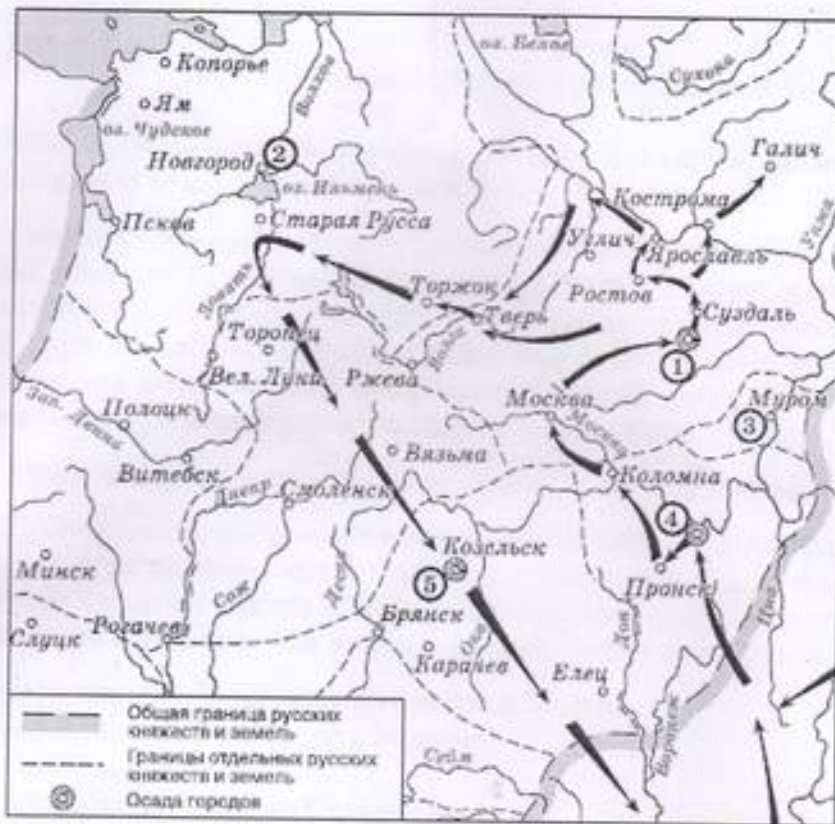 оз. Белое
Сухона
Копорье
Волхов
Ям
оз. Чудское
Галич
Новгород
2
оз. Ильмень
Кострома
Унжа
Псков
Старая Русса
Углич
Ярославль
Ловать
Торжок
Ростов
Тверь
Суздаль
Торопец
Волга
1
Вел. Луки
Ржева
Зап. Двина
Москва
Москва
Муром
Полоцк
3
Вязьма
Витебск
Коломна
Днепр
Смоленск
4
Козельск
Минск
5
Пронск
Десна
Сож
Цна
Слуцк
Рогачев
Брянск
Ока
Дон
Карачев
Елец
Воронеж
Сейм
Общая граница русских
княжеств и земель
Границы отдельных русских
княжеств и земель
Осада городов